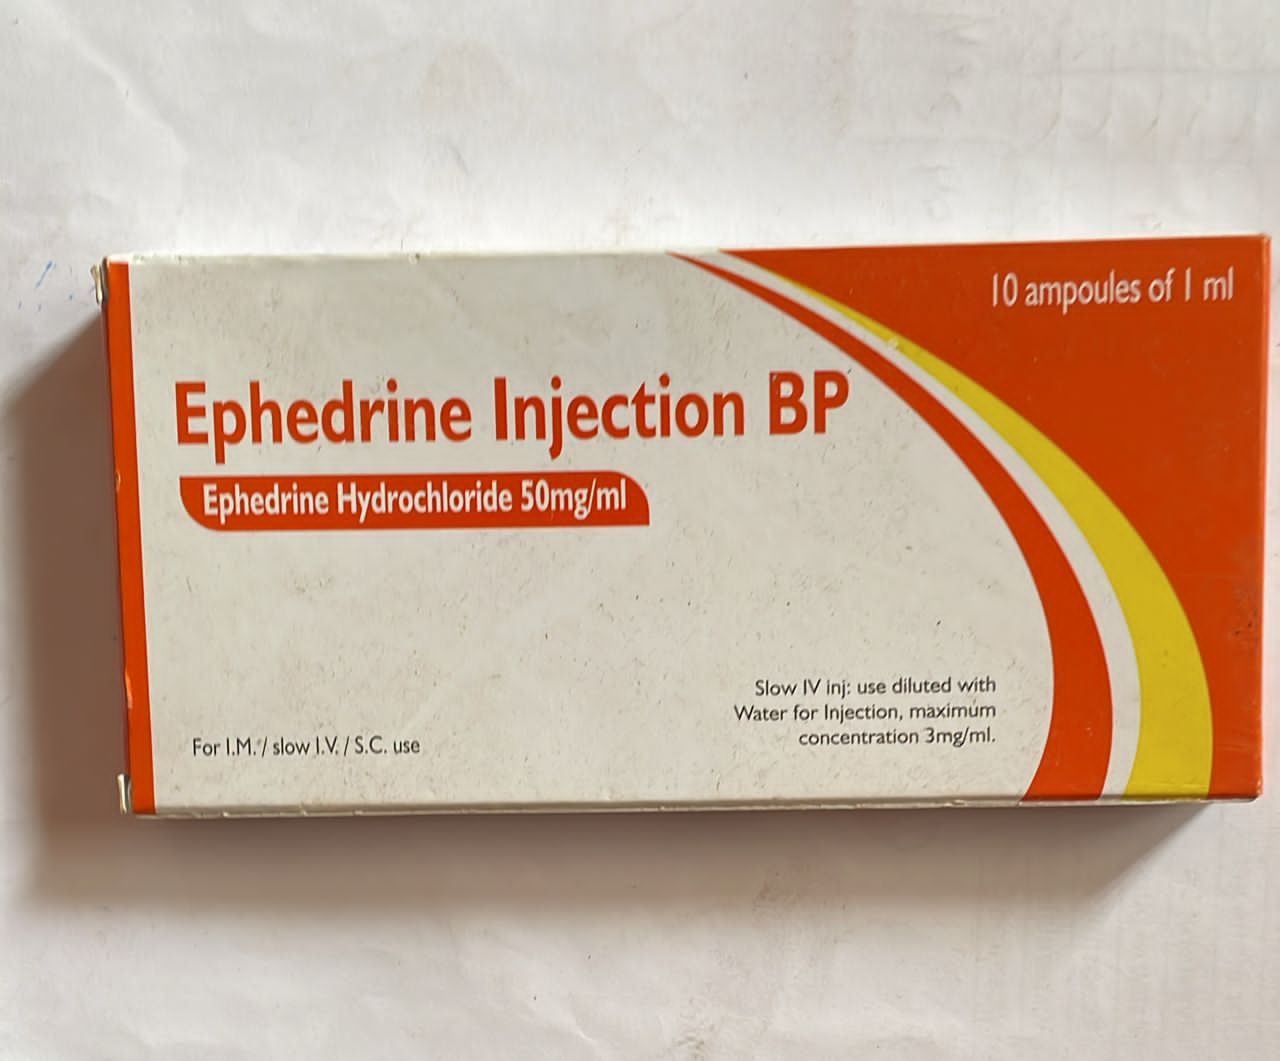 10 ampoules of 1 ml
Ephedrine Injection BP
Ephedrine Hydrochloride 50mg/ml
Slow IV inj: use diluted with
Water for Injection, maximum
concentration 3mg/ml.
For I.M. / slow I.V. / S.C. use